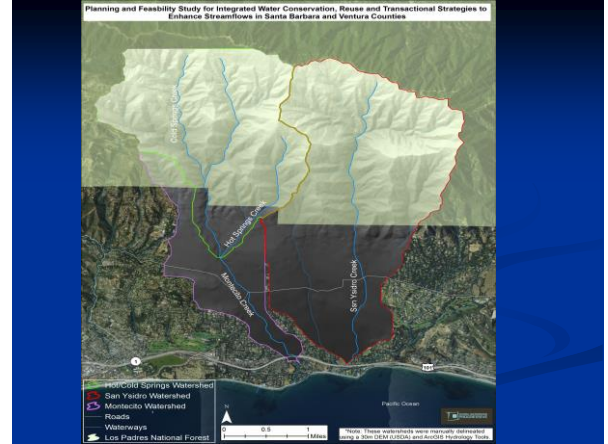 Planning and Feasibility Study for Integrated Water Conservation, Reuse and Transactional Strategies to
Enhance Streamflows in Santa Barbara and Ventura Counties
Hot Springs Creek
Montecito Creek
San Ysidro Creek
1
101
Hot/Cold Springs Watershed
San Ysidro Watershed
Montecito Watershed
Roads
Waterways
Los Padres National Forest
N
0 0.5 1
Miles
Pacific Ocean
*Note: These watersheds were manually delineated
using a 30m DEM (USDA) and ArcGIS Hydrology Tools.